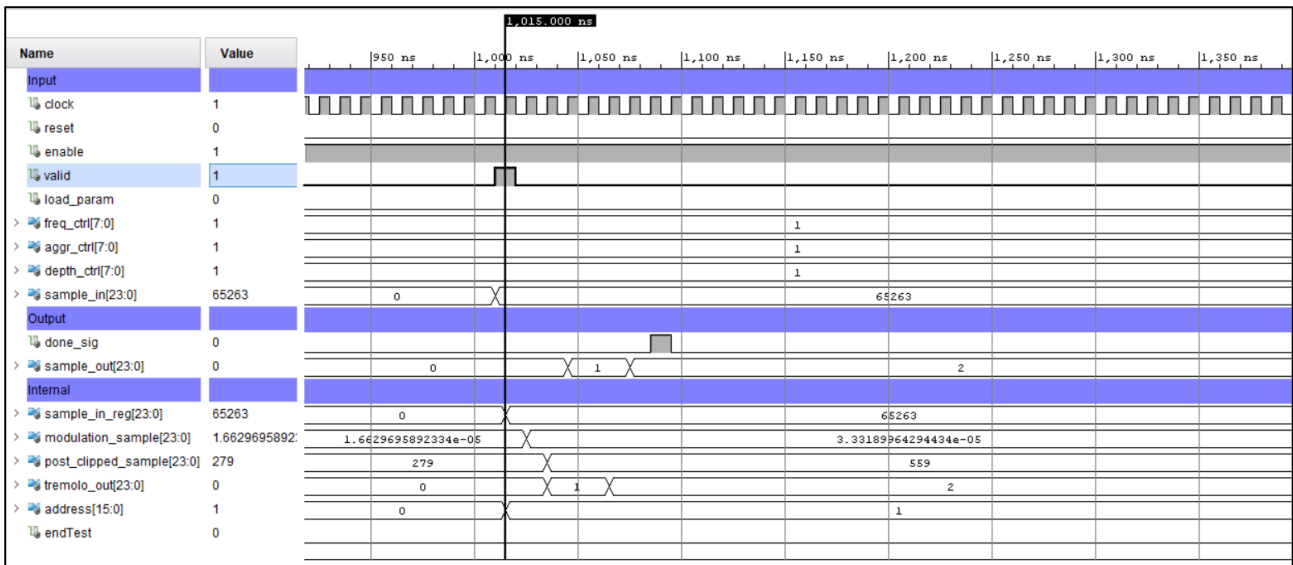 1,015.000 ns
Name Value 950 ns 1,000 ns 1,050 ns 1,100 ns 1,150 ns 1,200 ns 1,250 ns 1,300 ns 1,350 ns
Input
clock 1
reset 0
enable 1
valid 1
load_param 0
freq_ctrl[7:0] 1 1
aggr_ctrl[7:0] 1 1
depth_ctrl[7:0] 1 1
sample_in[23:0] 65263 0 65263
Output
done_sig 0
sample_out[23:0] 0 0 1 2
Internal
sample_in_reg[23:0] 65263 0 65263
modulation_sample[23:0] 1.6629695892: 1.6629695892334e-05 3.33189964294434e-05
post_clipped_sample[23:0] 279 279 559
tremolo_out[23:0] 0 0 1 2
address[15:0] 1 0 1
endTest 0